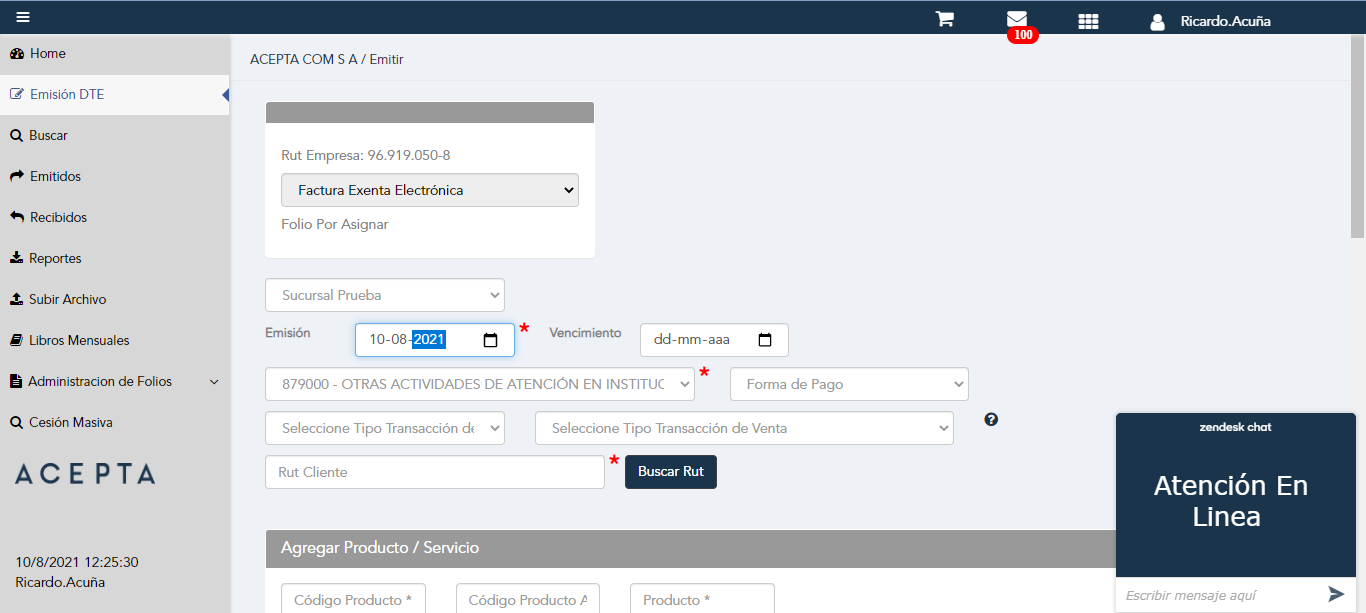 Ricardo.Acuña
100
Home
Emisión DTE
Buscar
Emitidos
Recibidos
Reportes
Subir Archivo
Libros Mensuales
Administracion de Folios
Cesión Masiva
ACEPTA
10/8/2021 12:25:30
Ricardo.Acuña
ACEPTA COM S A / Emitir
Rut Empresa: 96.919.050-8
Factura Exenta Electrónica
Folio Por Asignar
Sucursal Prueba
Emisión 10-08-2021 * Vencimiento dd-mm-aaa
879000 - OTRAS ACTIVIDADES DE ATENCIÓN EN INSTITUC * Forma de Pago
Seleccione Tipo Transacción de Seleccione Tipo Transacción de Venta ?
Rut Cliente * Buscar Rut
Agregar Producto / Servicio
Código Producto * Código Producto A Producto *
zendesk chat
Atención En
Linea
Escribir mensaje aquí